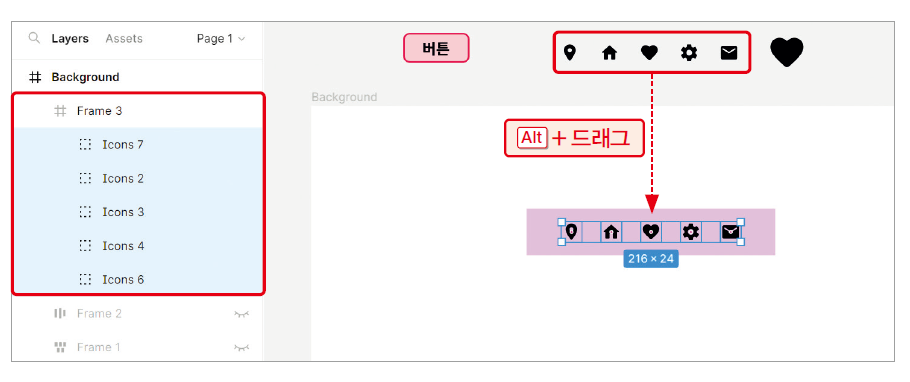 Layers Assets Page 1
Background
Frame 3
Icons 7
Icons 2
Icons 3
Icons 4
Icons 6
Frame 2
Frame 1
버튼
Background
Alt + 드래그
216 × 24